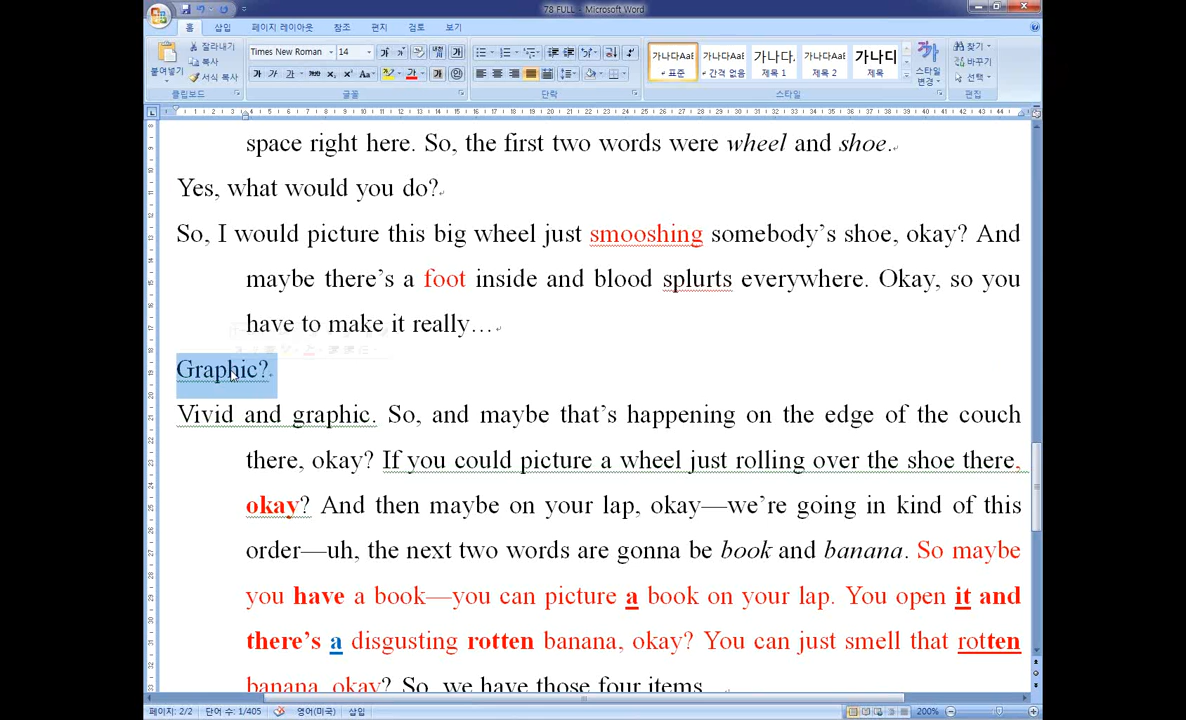 78 FULL - Microsoft Word
홈 삽입 페이지 레이아웃 참조 편지 검토 보기
붙여넣기 잘라내기 복사 서식 복사 클립보드
Times New Roman 14 글꼴
단락
가나다AaB 가나다AaB 가나다. 가나다AaB 가나디
표준 간격 없음 제목 1 제목 2 제목 스타일 변경 스타일
찾기 바꾸기 선택 편집
space right here. So, the first two words were wheel and shoe.
Yes, what would you do?
So, I would picture this big wheel just smooshing somebody’s shoe, okay? And
maybe there’s a foot inside and blood splurts everywhere. Okay, so you
have to make it really…
Graphic?
Vivid and graphic. So, and maybe that’s happening on the edge of the couch
there, okay? If you could picture a wheel just rolling over the shoe there,
okay? And then maybe on your lap, okay—we’re going in kind of this
order—uh, the next two words are gonna be book and banana. So maybe
you have a book—you can picture a book on your lap. You open it and
there’s a disgusting rotten banana, okay? You can just smell that rotten
banana, okay? So, we have those four items.
페이지: 2/2 단어 수: 1/405 영어(미국) 삽입 200%